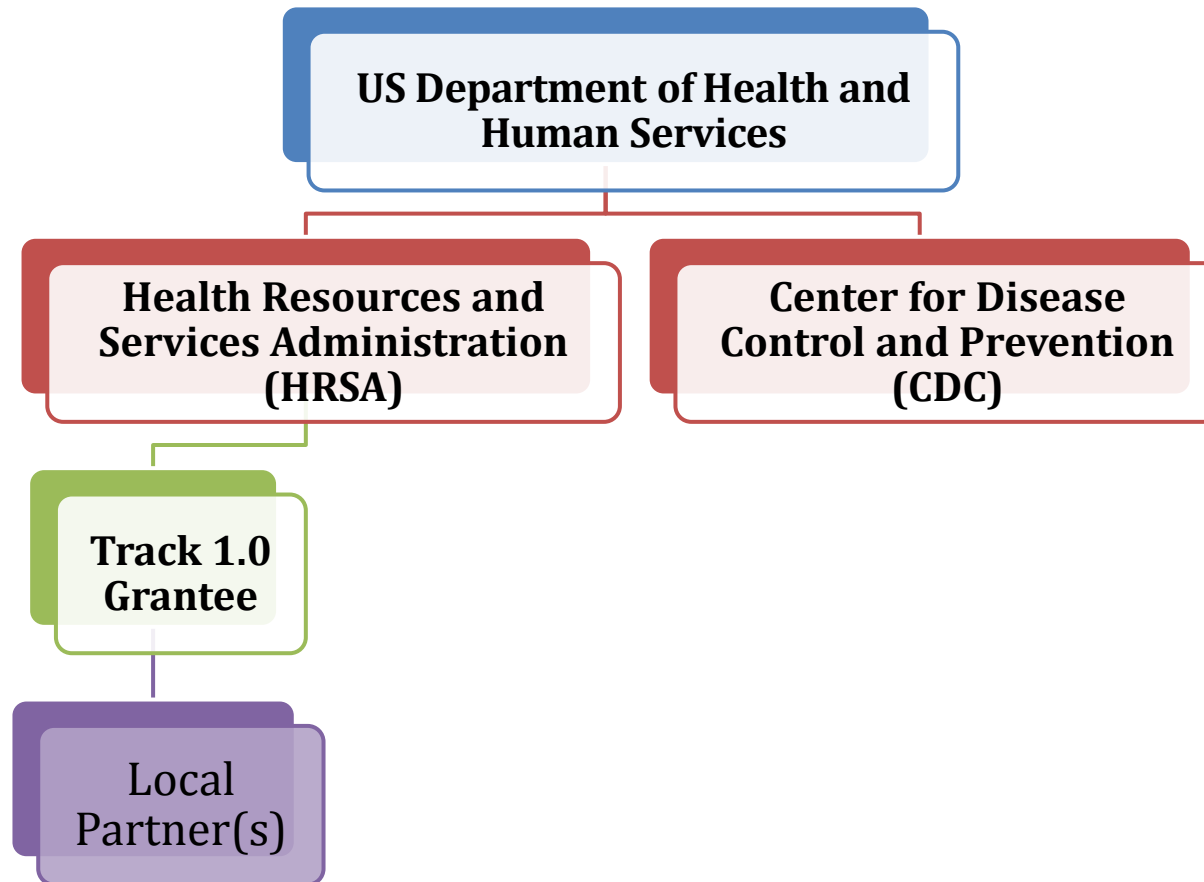 US Department of Health and
Human Services
Health Resources and
Services Administration
(HRSA)
Center for Disease
Control and Prevention
(CDC)
Track 1.0
Grantee
Local
Partner(s)